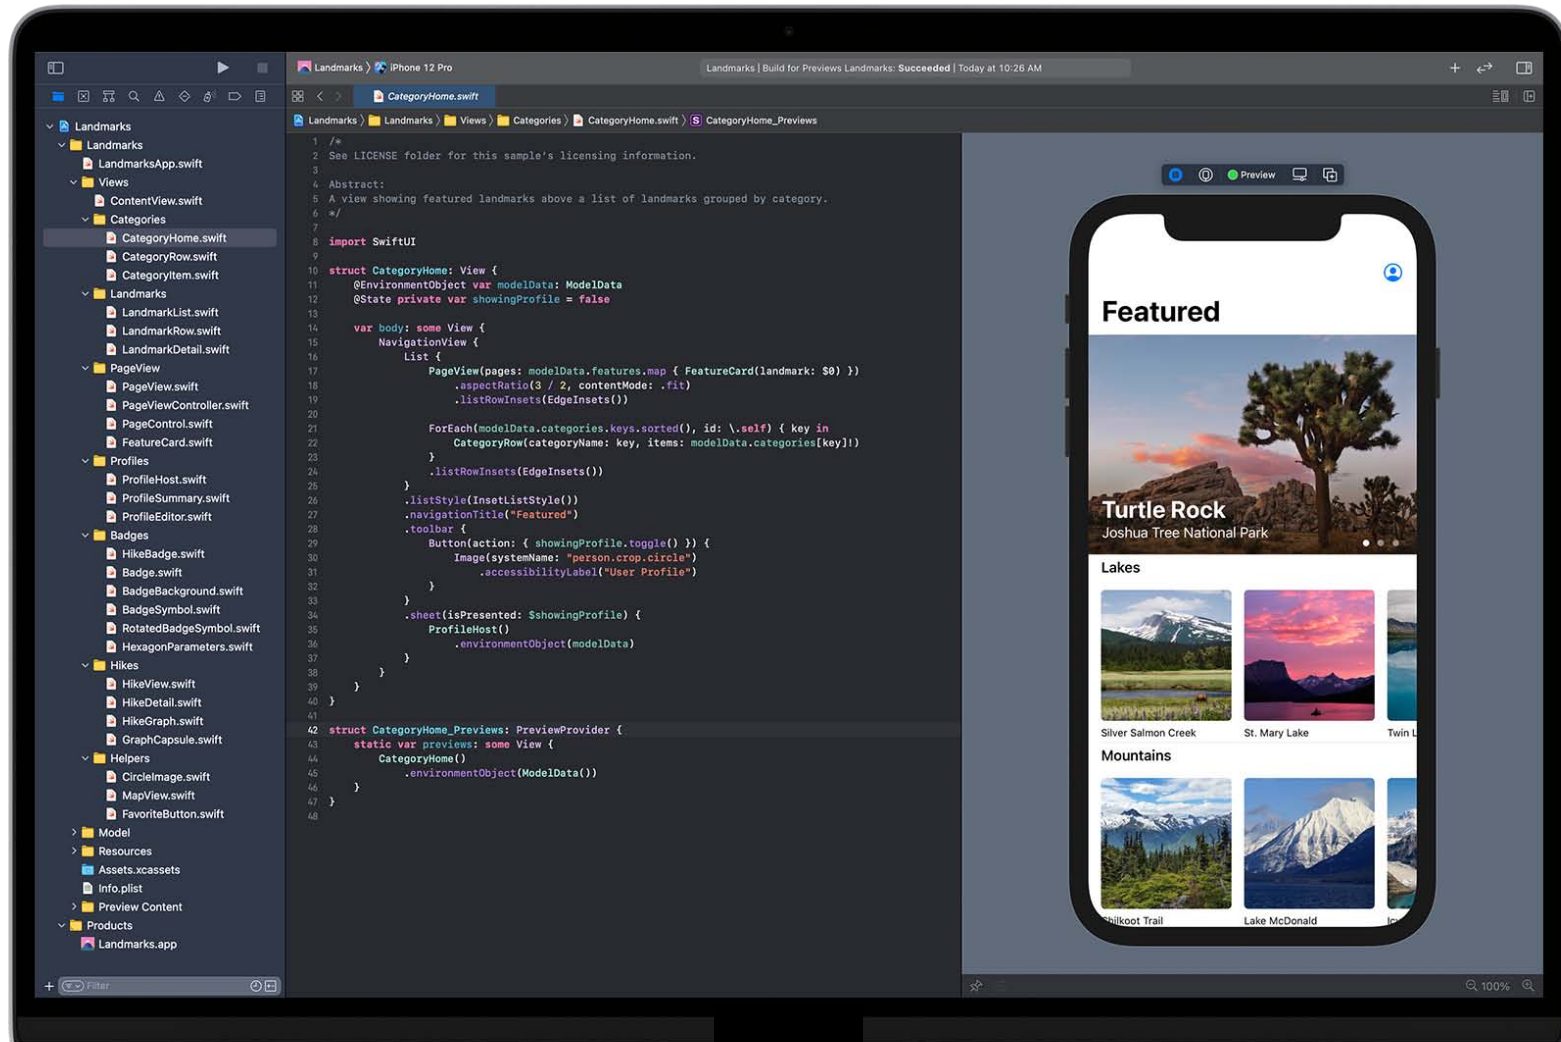 Landmarks
iPhone 12 Pro
Landmarks | Build for Previews Landmarks: Succeeded | Today at 10:26 AM
CategoryHome.swift
Landmarks
Landmarks
Views
Categories
CategoryHome.swift
S
CategoryHome_Previews
Landmarks
Landmarks
LandmarksApp.swift
Views
ContentView.swift
Categories
CategoryHome.swift
CategoryRow.swift
CategoryItem.swift
Landmarks
LandmarkList.swift
LandmarkRow.swift
LandmarkDetail.swift
PageView
PageView.swift
PageViewController.swift
PageControl.swift
FeatureCard.swift
Profiles
ProfileHost.swift
ProfileSummary.swift
ProfileEditor.swift
Badges
HikeBadge.swift
Badge.swift
BadgeBackground.swift
BadgeSymbol.swift
RotatedBadgeSymbol.swift
HexagonParameters.swift
Hikes
HikeView.swift
HikeDetail.swift
HikeGraph.swift
GraphCapsule.swift
Helpers
CircleImage.swift
MapView.swift
FavoriteButton.swift
Model
Resources
Assets.xcassets
Info.plist
Preview Content
Products
Landmarks.app
Filter
1 /*
2 See LICENSE folder for this sample's licensing information.
3
4 Abstract:
5 A view showing featured landmarks above a list of landmarks grouped by category.
6 */
7
8 import SwiftUI
9
10 struct CategoryHome: View {
11     @EnvironmentObject var modelData: ModelData
12     @State private var showingProfile = false
13
14     var body: some View {
15         NavigationView {
16             List {
17                 PageView(pages: modelData.features.map { FeatureCard(landmark: $0) })
18                     .aspectRatio(3 / 2, contentMode: .fit)
19                     .listRowInsets(EdgeInsets())
20
21                 ForEach(modelData.categories.keys.sorted(), id: \.self) { key in
22                     CategoryRow(categoryName: key, items: modelData.categories[key]!)
23                 }
24                 .listRowInsets(EdgeInsets())
25             }
26             .listStyle(InsetListStyle())
27             .navigationTitle("Featured")
28             .toolbar {
29                 Button(action: { showingProfile.toggle() }) {
30                     Image(systemName: "person.crop.circle")
31                         .accessibilityLabel("User Profile")
32                 }
33             }
34             .sheet(isPresented: $showingProfile) {
35                 ProfileHost()
36                     .environmentObject(modelData)
37             }
38         }
39     }
40 }
41
42 struct CategoryHome_Previews: PreviewProvider {
43     static var previews: some View {
44         CategoryHome()
45             .environmentObject(ModelData())
46     }
47 }
48
Preview
Featured
Turtle Rock
Joshua Tree National Park
Lakes
Silver Salmon Creek
St. Mary Lake
Twin L
Mountains
Chilkoot Trail
Lake McDonald
100%